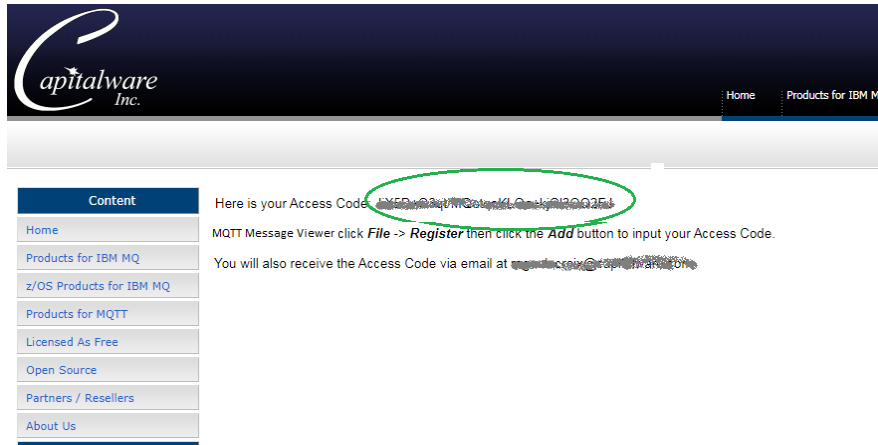 Capitalware
Inc.
Home
Products for IBM M
Content
Home
Products for IBM MQ
z/OS Products for IBM MQ
Products for MQTT
Licensed As Free
Open Source
Partners / Resellers
About Us
Here is your Access Code:
MQTT Message Viewer click File -> Register then click the Add button to input your Access Code.
You will also receive the Access Code via email at